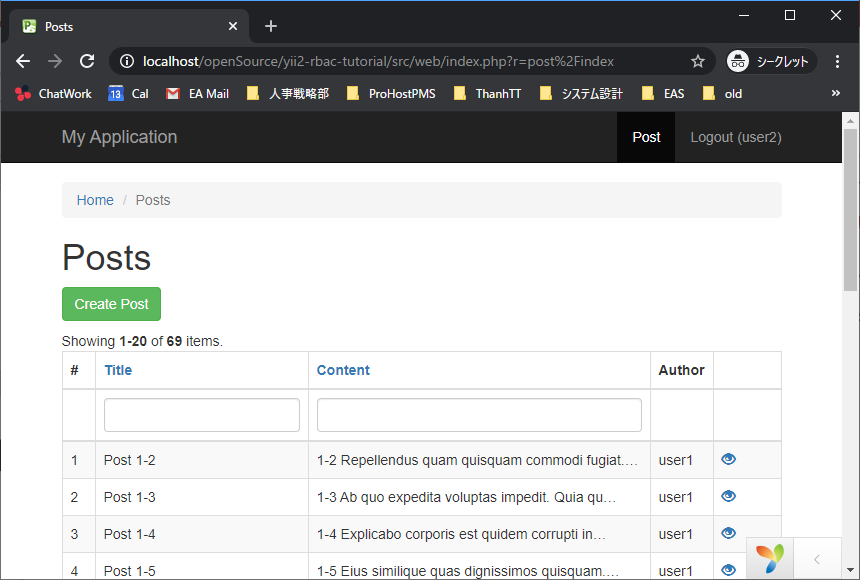 Posts
localhost/openSource/yii2-rbac-tutorial/src/web/index.php?r=post%2Findex
シークレット
ChatWork 13 Cal EA Mail 人事戦略部 ProHostPMS ThanhTT システム設計 EAS old »
My Application Post Logout (user2)
Home / Posts
Posts
Create Post
Showing 1-20 of 69 items.
# Title Content Author
1 Post 1-2 1-2 Repellendus quam quisquam commodi fugiat.… user1
2 Post 1-3 1-3 Ab quo expedita voluptas impedit. Quia qu… user1
3 Post 1-4 1-4 Explicabo corporis est quidem corrupti in… user1
4 Post 1-5 1-5 Eius similique quas dignissimos quisquam.… user1